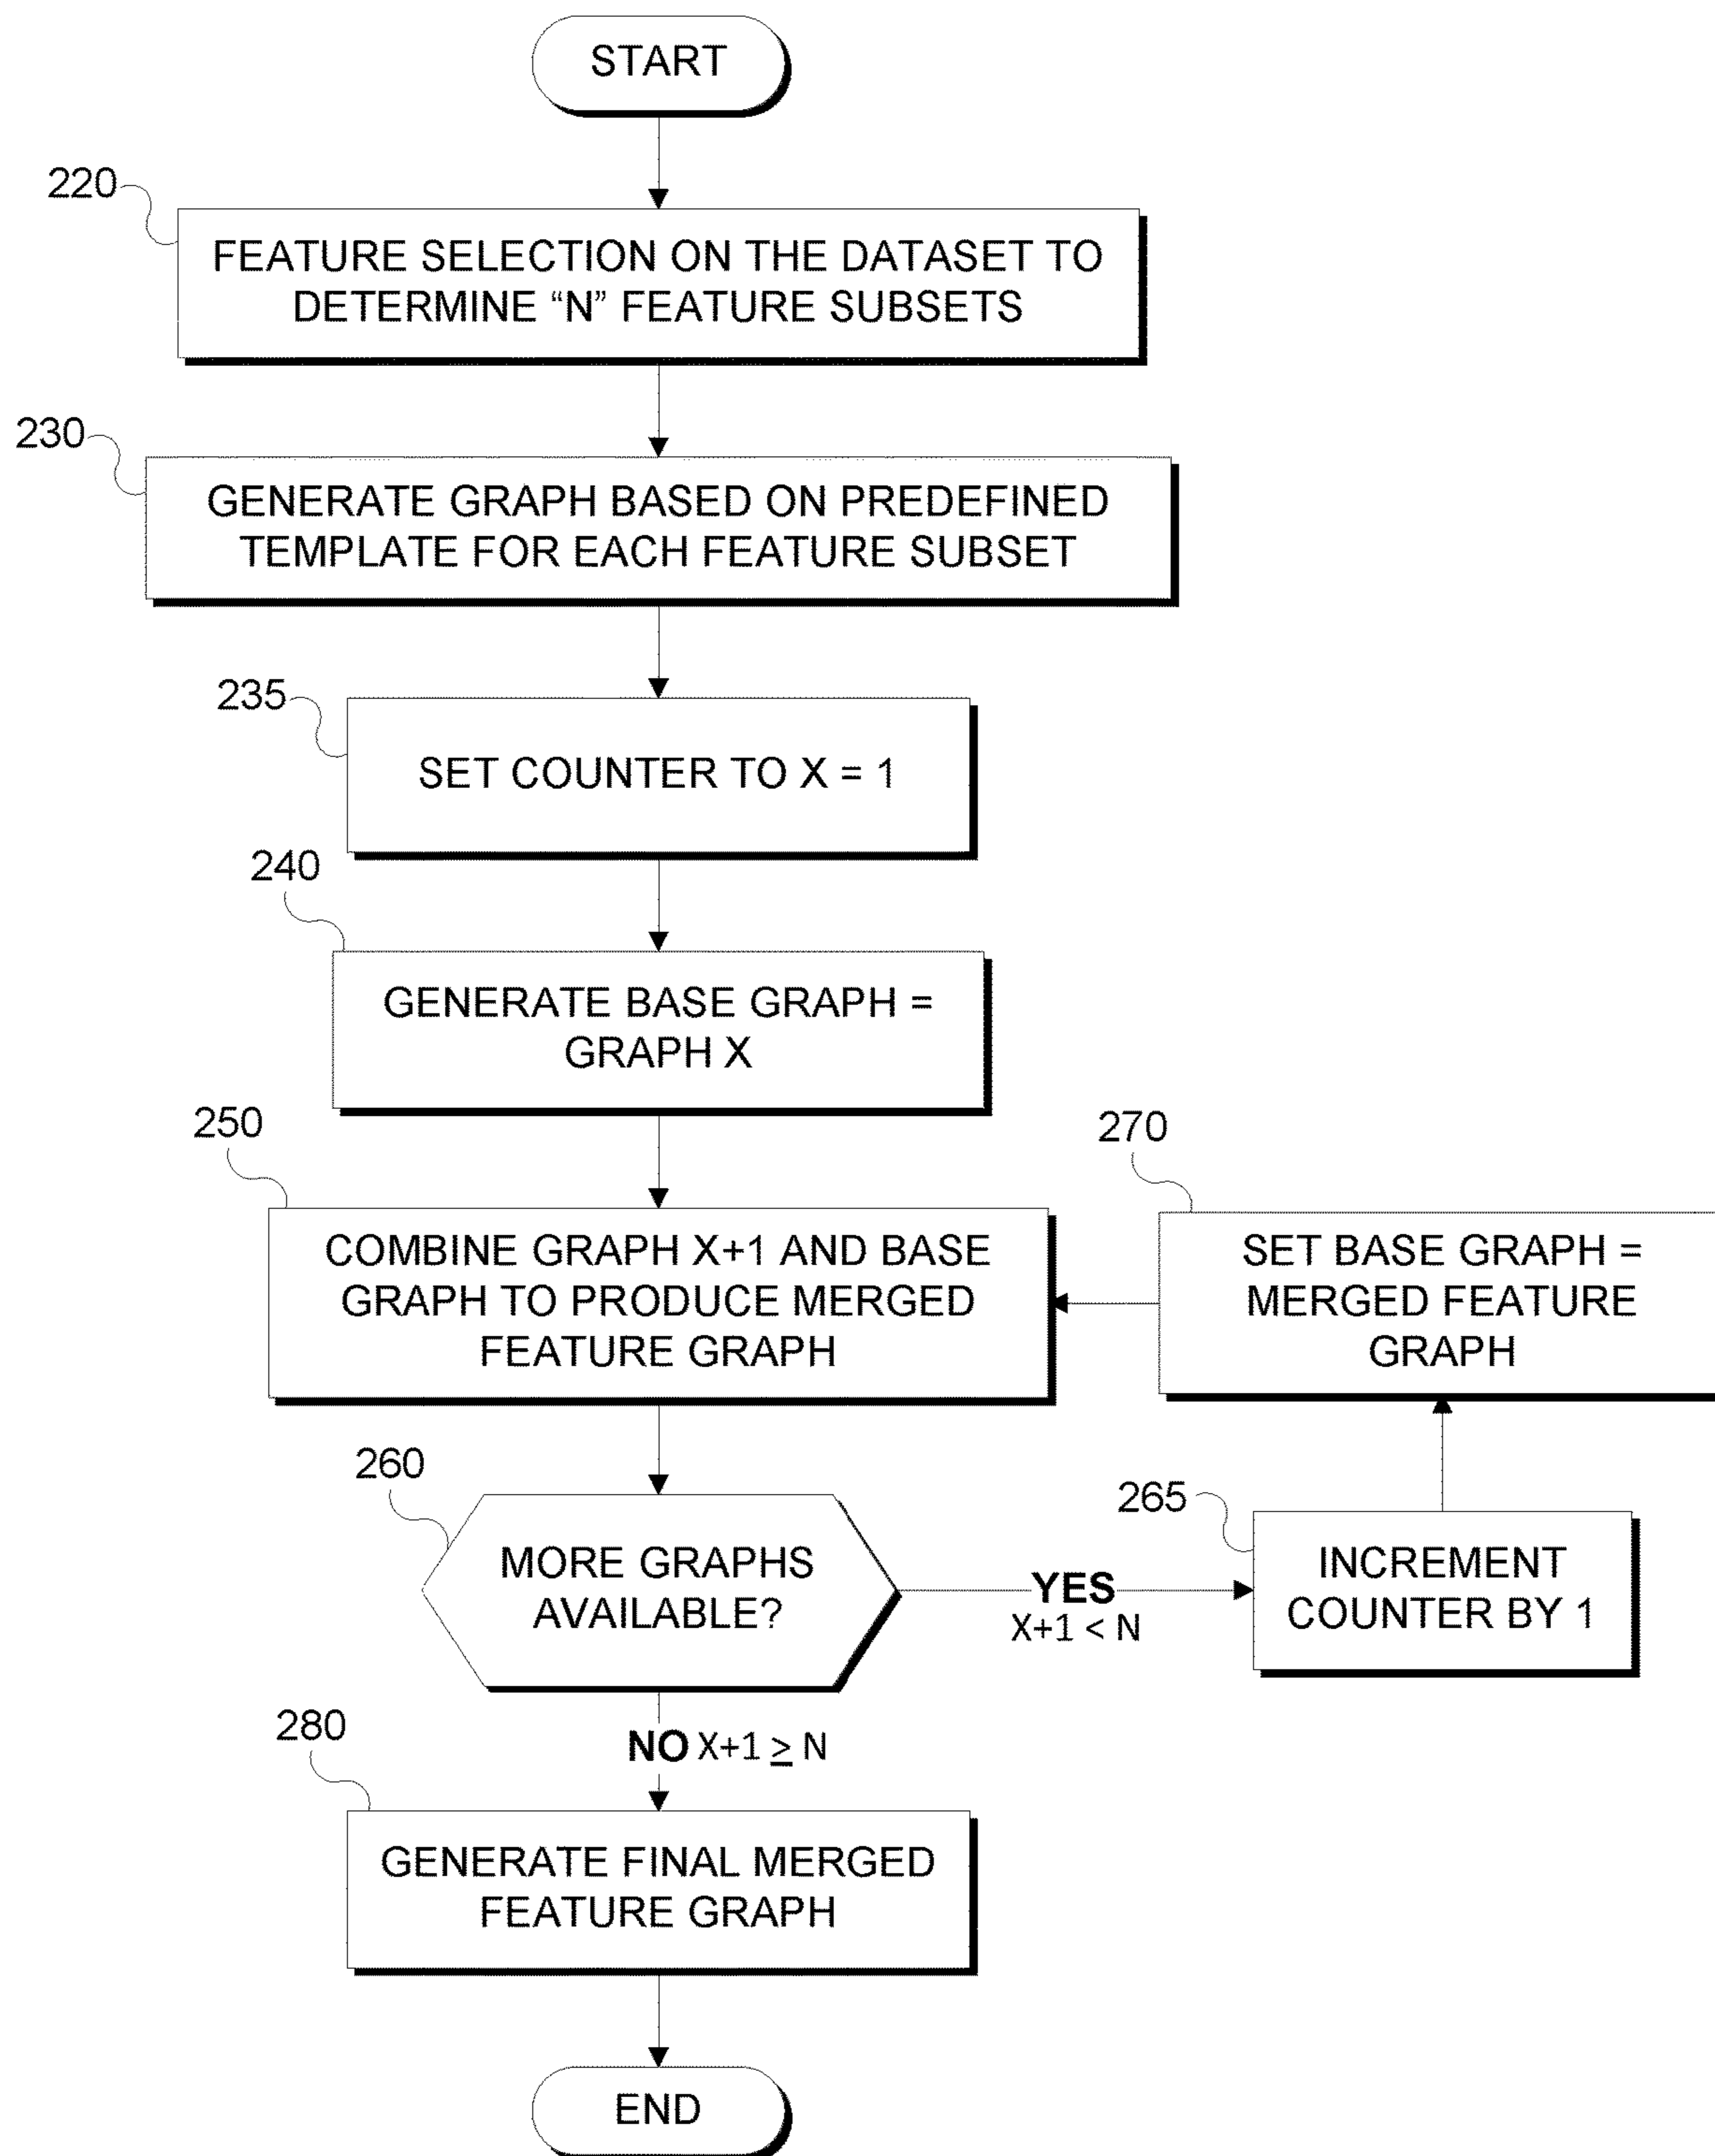 START
220
FEATURE SELECTION ON THE DATASET TO
DETERMINE “N” FEATURE SUBSETS
230
GENERATE GRAPH BASED ON PREDEFINED
TEMPLATE FOR EACH FEATURE SUBSET
235
SET COUNTER TO X = 1
240
GENERATE BASE GRAPH =
GRAPH X
250
COMBINE GRAPH X+1 AND BASE
GRAPH TO PRODUCE MERGED
FEATURE GRAPH
270
SET BASE GRAPH =
MERGED FEATURE
GRAPH
260
MORE GRAPHS
AVAILABLE?
YES
X+1 < N
265
INCREMENT
COUNTER BY 1
NO X+1 ≥ N
280
GENERATE FINAL MERGED
FEATURE GRAPH
END